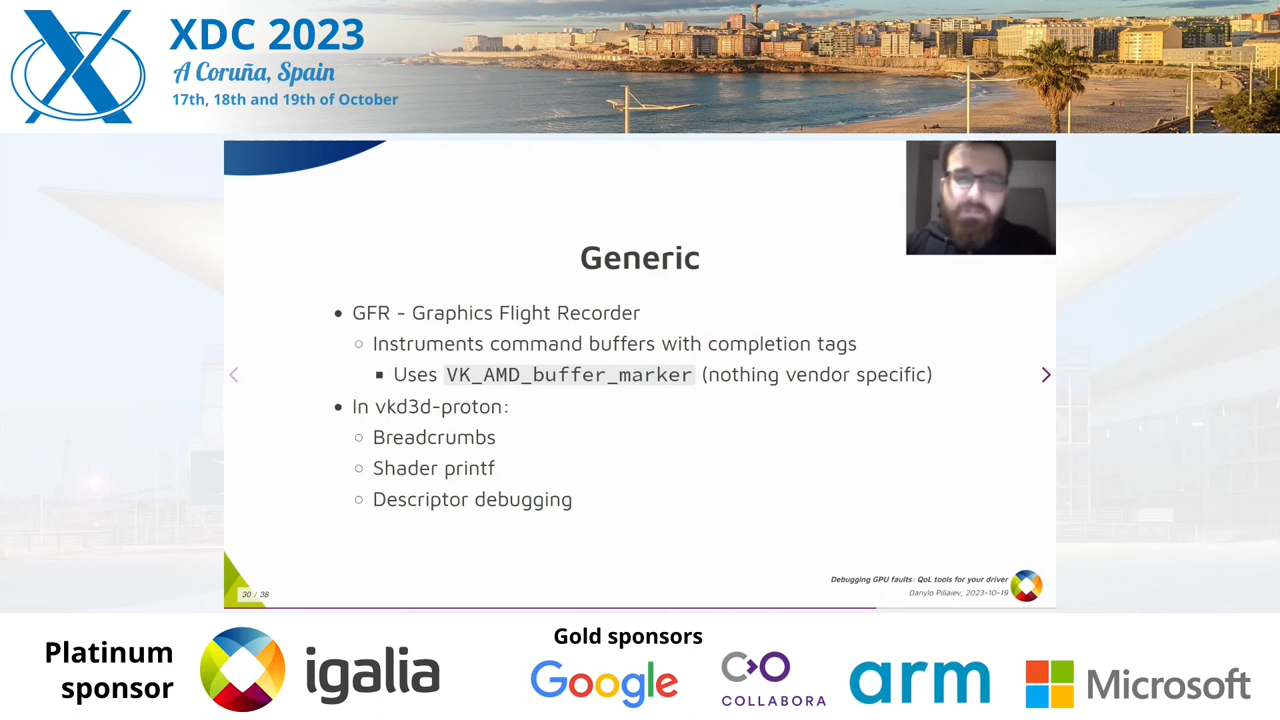 XDC 2023
A Coruña, Spain
17th, 18th and 19th of October
Generic
GFR - Graphics Flight Recorder
Instruments command buffers with completion tags
Uses VK_AMD_buffer_marker (nothing vendor specific)
In vkd3d-proton:
Breadcrumbs
Shader printf
Descriptor debugging
30 / 38
Debugging GPU faults: QoL tools for your driver
Danylo Piliaiev, 2023-10-19
Platinum
sponsor
igalia
Gold sponsors
Google
COLLABORA
arm
Microsoft